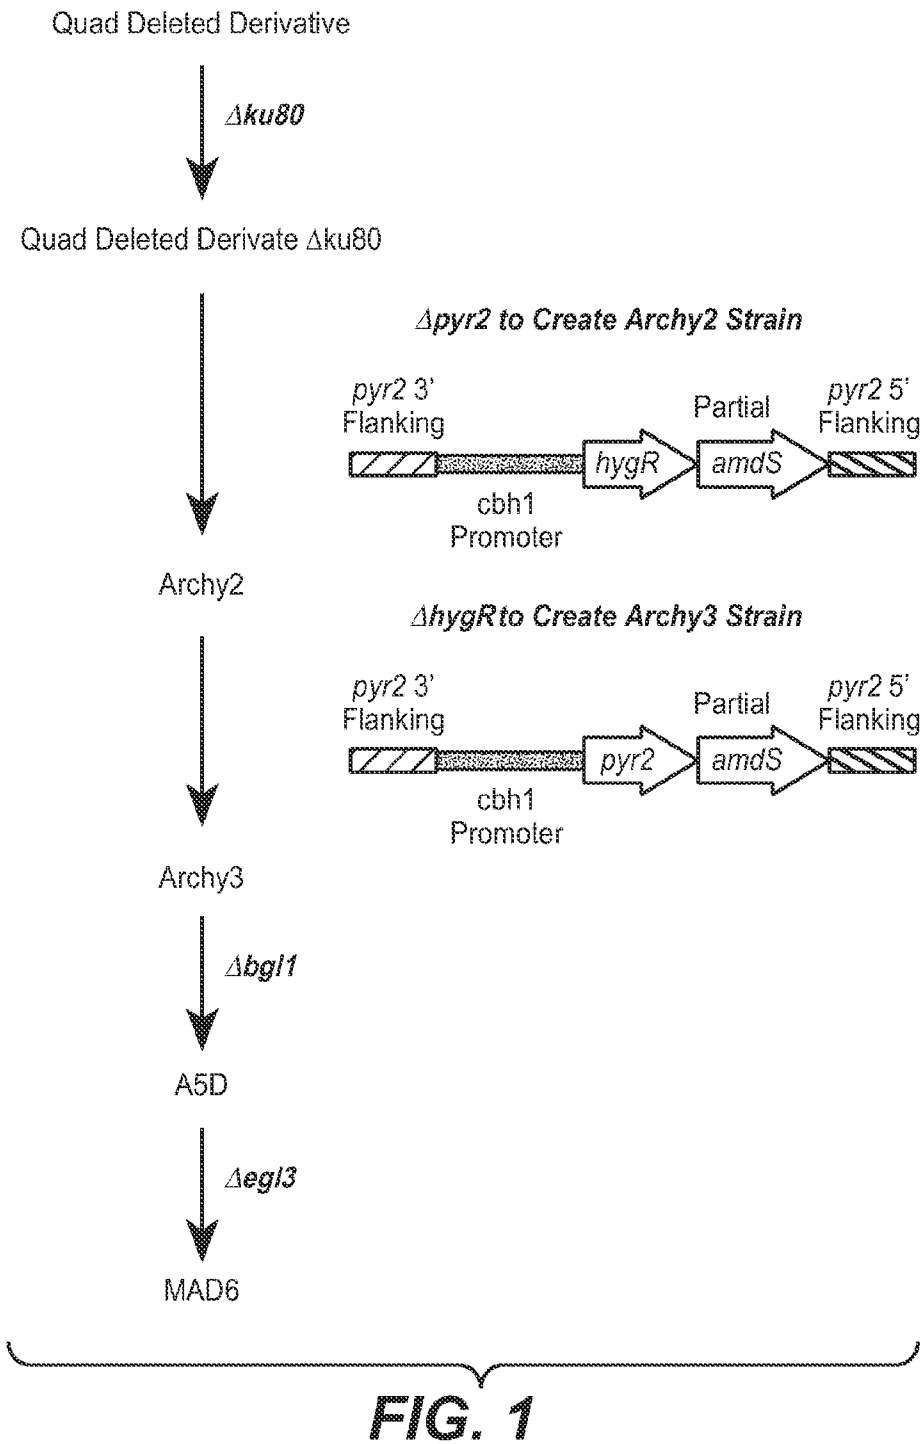 Quad Deleted Derivative
Δku80
Quad Deleted Derivate Δku80
Δpyr2 to Create Archy2 Strain
pyr2 3’
Flanking
Partial
pyr2 5’
Flanking
hygR
amdS
cbh1
Promoter
Archy2
ΔhygR to Create Archy3 Strain
pyr2 3’
Flanking
Partial
pyr2 5’
Flanking
pyr2
amdS
cbh1
Promoter
Archy3
Δbgl1
A5D
Δegl3
MAD6
FIG. 1